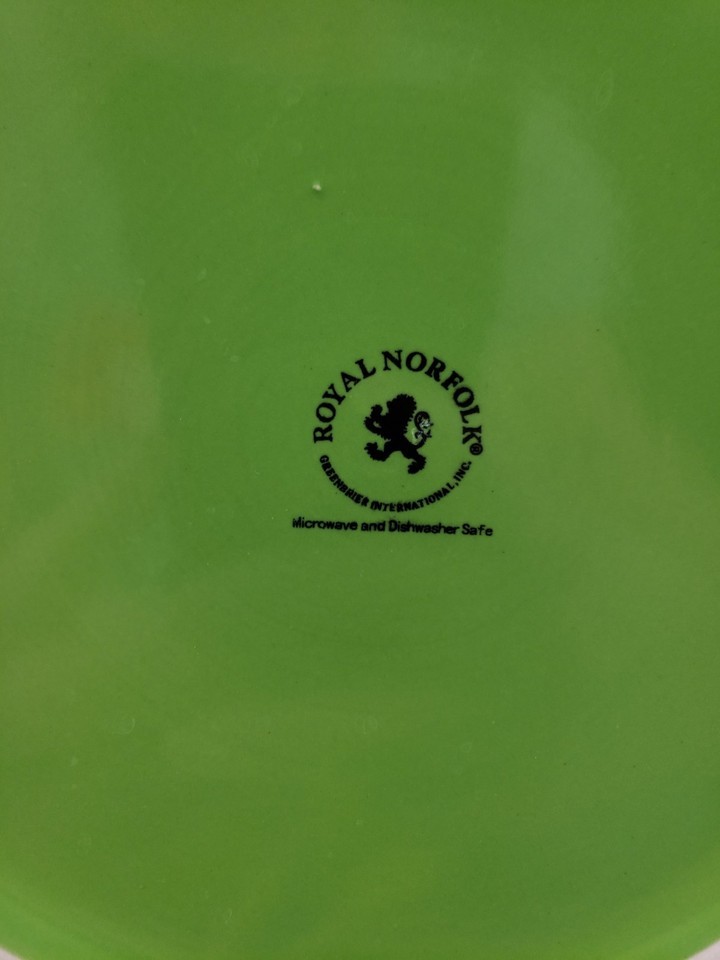 ROYAL NORFOLK®
GREENBRIER INTERNATIONAL, INC.
Microwave and Dishwasher Safe